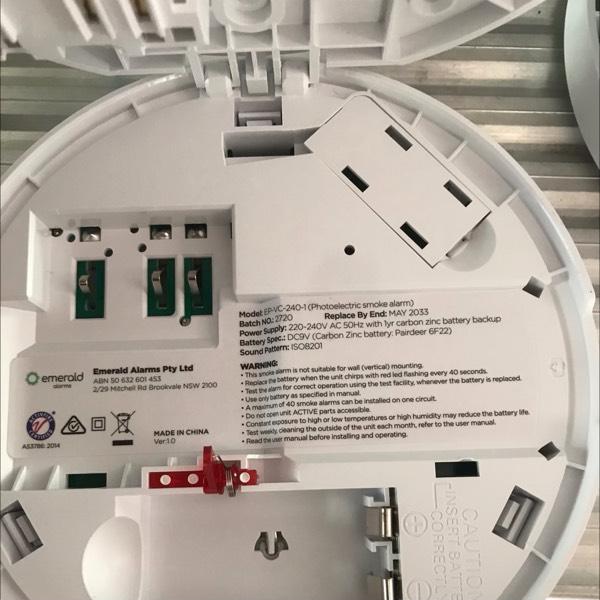 Model: EP-VC-240-1 (Photoelectric smoke alarm)
Batch NO.: 2720 Replace By End: MAY 2033
Power Supply: 220-240V AC 50Hz with 1yr carbon zinc battery backup
Battery Spec.: DC9V (Carbon Zinc battery: Pairdeer 6F22)
Sound Pattern: ISO8201
WARNING:
• This smoke alarm is not suitable for wall (vertical) mounting.
• Replace the battery when the unit chirps with red led flashing every 40 seconds.
• Test the alarm for correct operation using the test facility, whenever the battery is replaced.
• Use only battery as specified in manual.
• A maximum of 40 smoke alarms can be installed on one circuit.
• Do not open unit ACTIVE parts accessible.
• Constant exposure to high or low temperatures or high humidity may reduce the battery life.
• Test weekly, cleaning the outside of the unit each month, refer to the user manual.
• Read the user manual before installing and operating.
emerald
alarms
Emerald Alarms Pty Ltd
ABN 50 632 601 453
2/29 Mitchell Rd Brookvale NSW 2100
AS3786: 2014
MADE IN CHINA
Ver:1.0
CAUTION
INSERT BATTERY
CORRECTLY